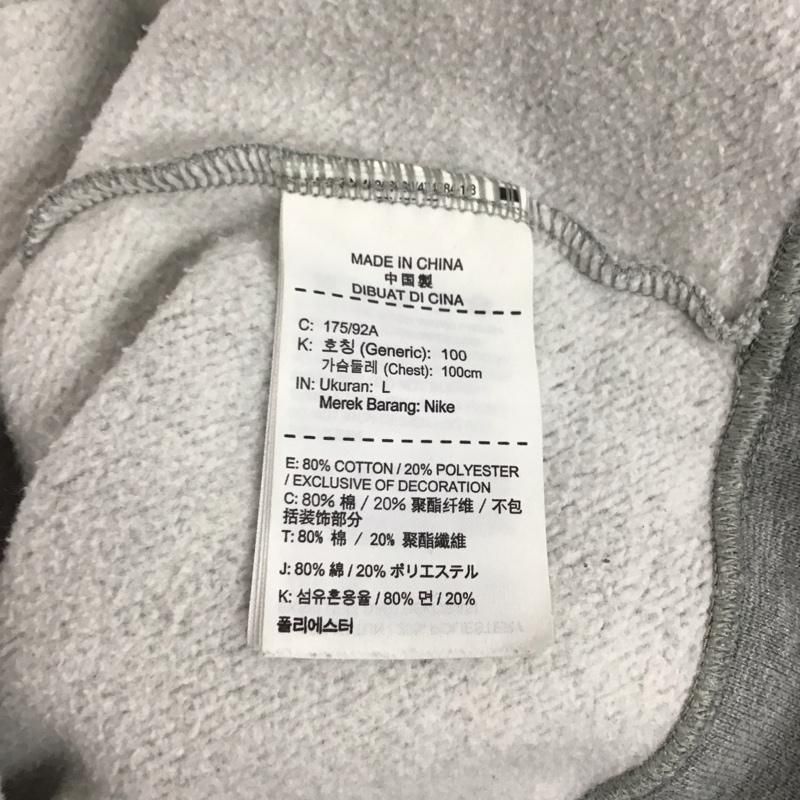 MADE IN CHINA
中国製
DIBUAT DI CINA
C: 175/92A
K: 호칭 (Generic): 100
가슴둘레 (Chest): 100cm
IN: Ukuran: L
Merek Barang: Nike
E: 80% COTTON / 20% POLYESTER
/ EXCLUSIVE OF DECORATION
C: 80% 棉 / 20% 聚酯纤维 / 不包
括装饰部分
T: 80% 棉 / 20% 聚酯纖維
J: 80% 綿 / 20% ポリエステル
K: 섬유혼용율 / 80% 면 / 20%
폴리에스터